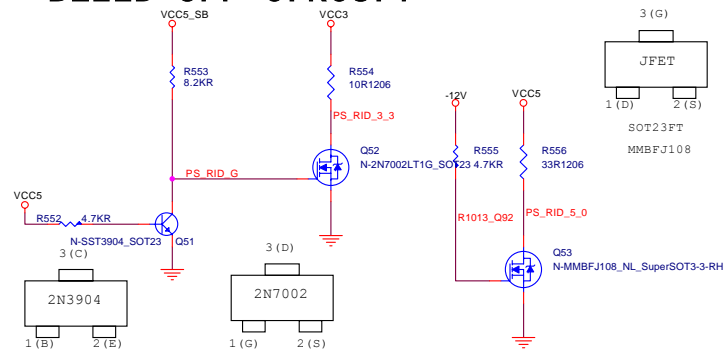 VCC5_SB
VCC3
3(G)
R553
8.2KR
R554
10R1206
JFET
-12V
VCC5
1(D)
2(S)
PS_RID_3_3
SOT23FT
MMBFJ108
Q52
N-2N7002LT1G_SOT23
R555
4.7KR
R556
33R1206
PS_RID_G
VCC5
R552
4.7KR
R1013_Q92
PS_RID_5_0
N-SST3904_SOT23
Q51
3(C)
3(D)
Q53
N-MMBFJ108_NL_SuperSOT3-3-RH
2N3904
2N7002
1(B)
2(E)
1(G)
2(S)